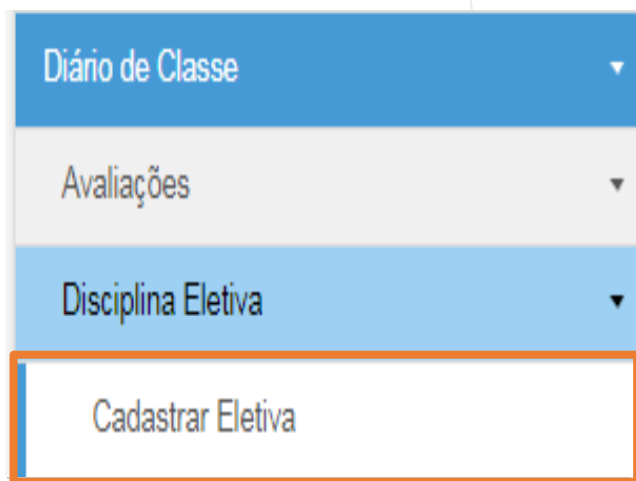 Diário de Classe
Avaliações
Disciplina Eletiva
Cadastrar Eletiva